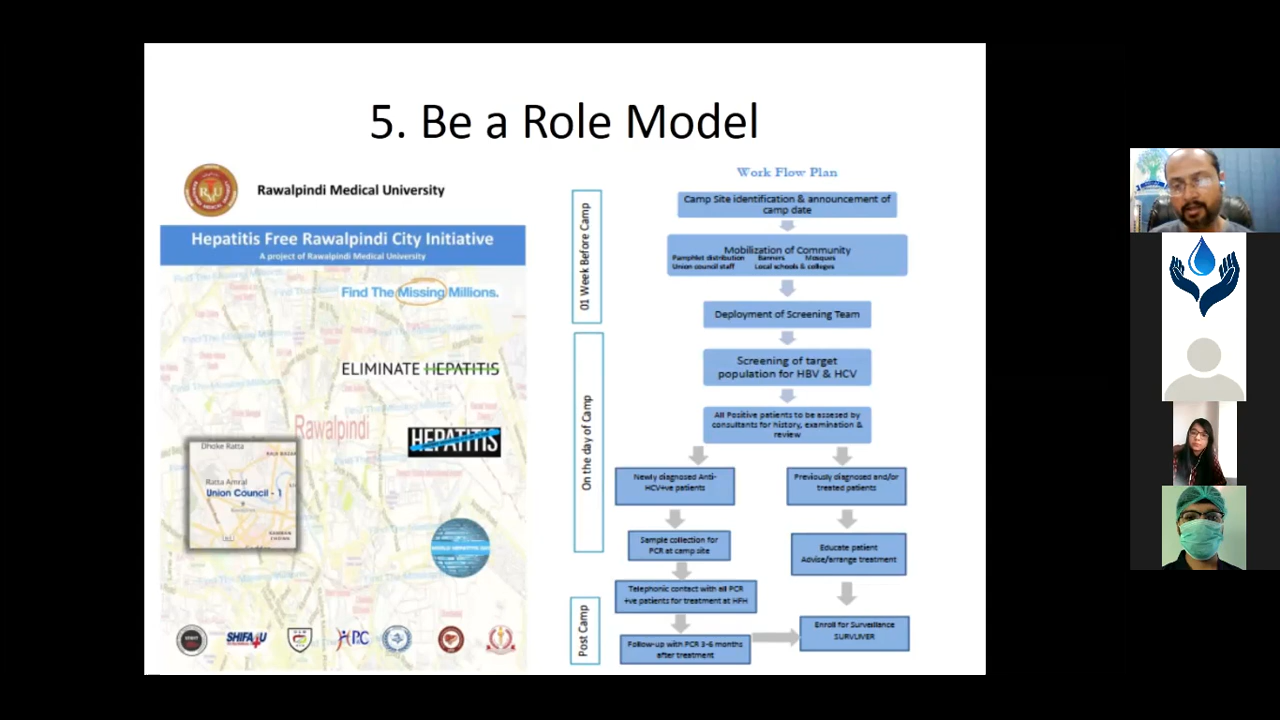 5. Be a Role Model
Rawalpindi Medical University
Hepatitis Free Rawalpindi City Initiative
A project of Rawalpindi Medical University
Find The Missing Millions.
ELIMINATE HEPATITIS
Rawalpindi
HEPATITIS
Dhoke Ratta
Ratta Amral
Union Council - 1
WORLD HEPATITIS DAY
SHIFA4U
Work Flow Plan
01 Week Before Camp
Camp Site identification & announcement of
camp date
Mobilization of Community
Pamphlet distribution Banners Mosques
Union council staff Local schools & colleges
Deployment of Screening Team
On the day of Camp
Screening of target
population for HBV & HCV
All Positive patients to be assesed by
consultants for history, examination &
review
Newly diagnosed Anti-
HCV+ve patients
Previously diagnosed and/or
treated patients
Sample collection for
PCR at camp site
Educate patient
Advise/arrange treatment
Post Camp
Telephonic contact with all PCR
+ve patients for treatment at HFH
Follow-up with PCR 3-6 months
after treatment
Enroll for Surveillance
SURVLIVER